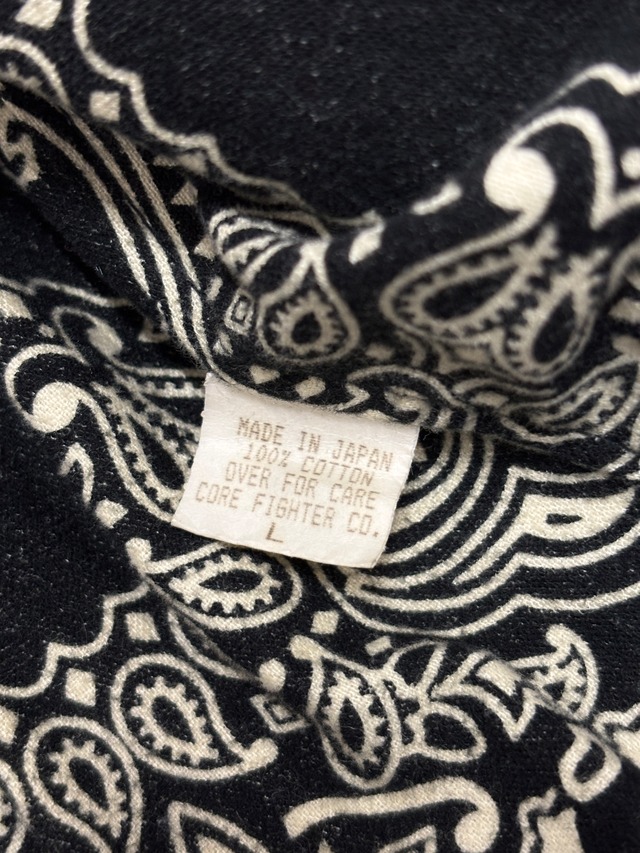 MADE IN JAPAN
100% COTTON
OVER FOR CARE
CORE FIGHTER CO.
L